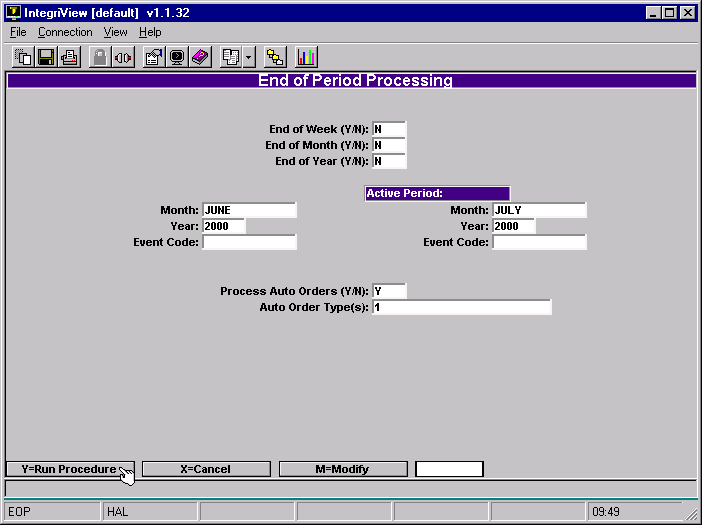 IntegriView [default] v1.1.32
File Connection View Help
End of Period Processing
End of Week (Y/N): N
End of Month (Y/N): N
End of Year (Y/N): N
Active Period:
Month: JUNE Month: JULY
Year: 2000 Year: 2000
Event Code: Event Code:
Process Auto Orders (Y/N): Y
Auto Order Type(s): 1
Y=Run Procedure X=Cancel M=Modify
EOP HAL 09:49